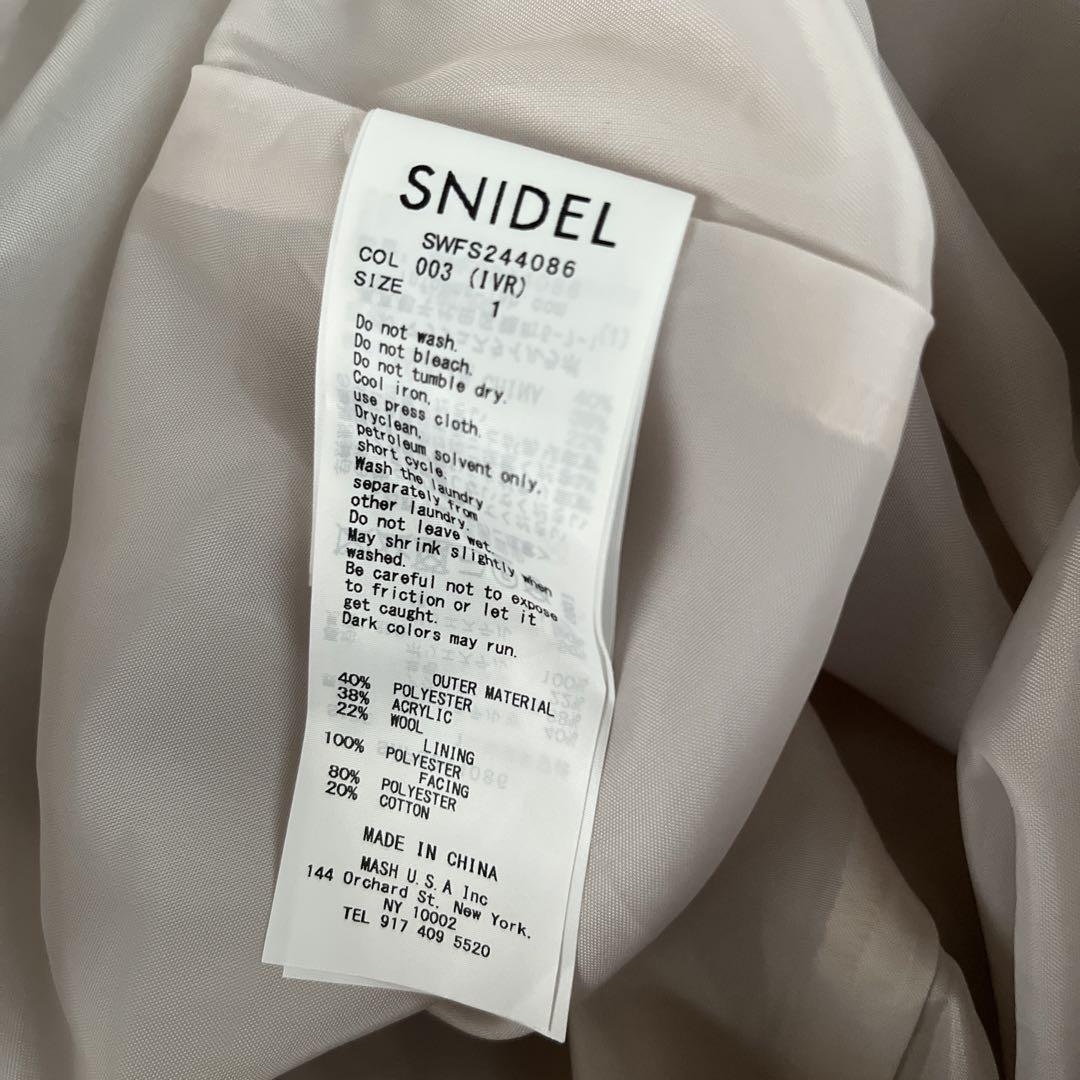 SNIDEL
SWFS244086
COL 003 (IVR)
SIZE 1
Do not wash.
Do not bleach.
Do not tumble dry.
Cool iron,
use press cloth.
Dryclean,
petroleum solvent only,
short cycle.
Wash the laundry
separately from
other laundry.
Do not leave wet.
May shrink slightly when
washed.
Be careful not to expose
to friction or let it
get caught.
Dark colors may run.
OUTER MATERIAL
40% POLYESTER
38% ACRYLIC
22% WOOL
LINING
100% POLYESTER
FACING
80% POLYESTER
20% COTTON
MADE IN CHINA
MASH U.S.A Inc
144 Orchard St. New York.
NY 10002
TEL 917 409 5520